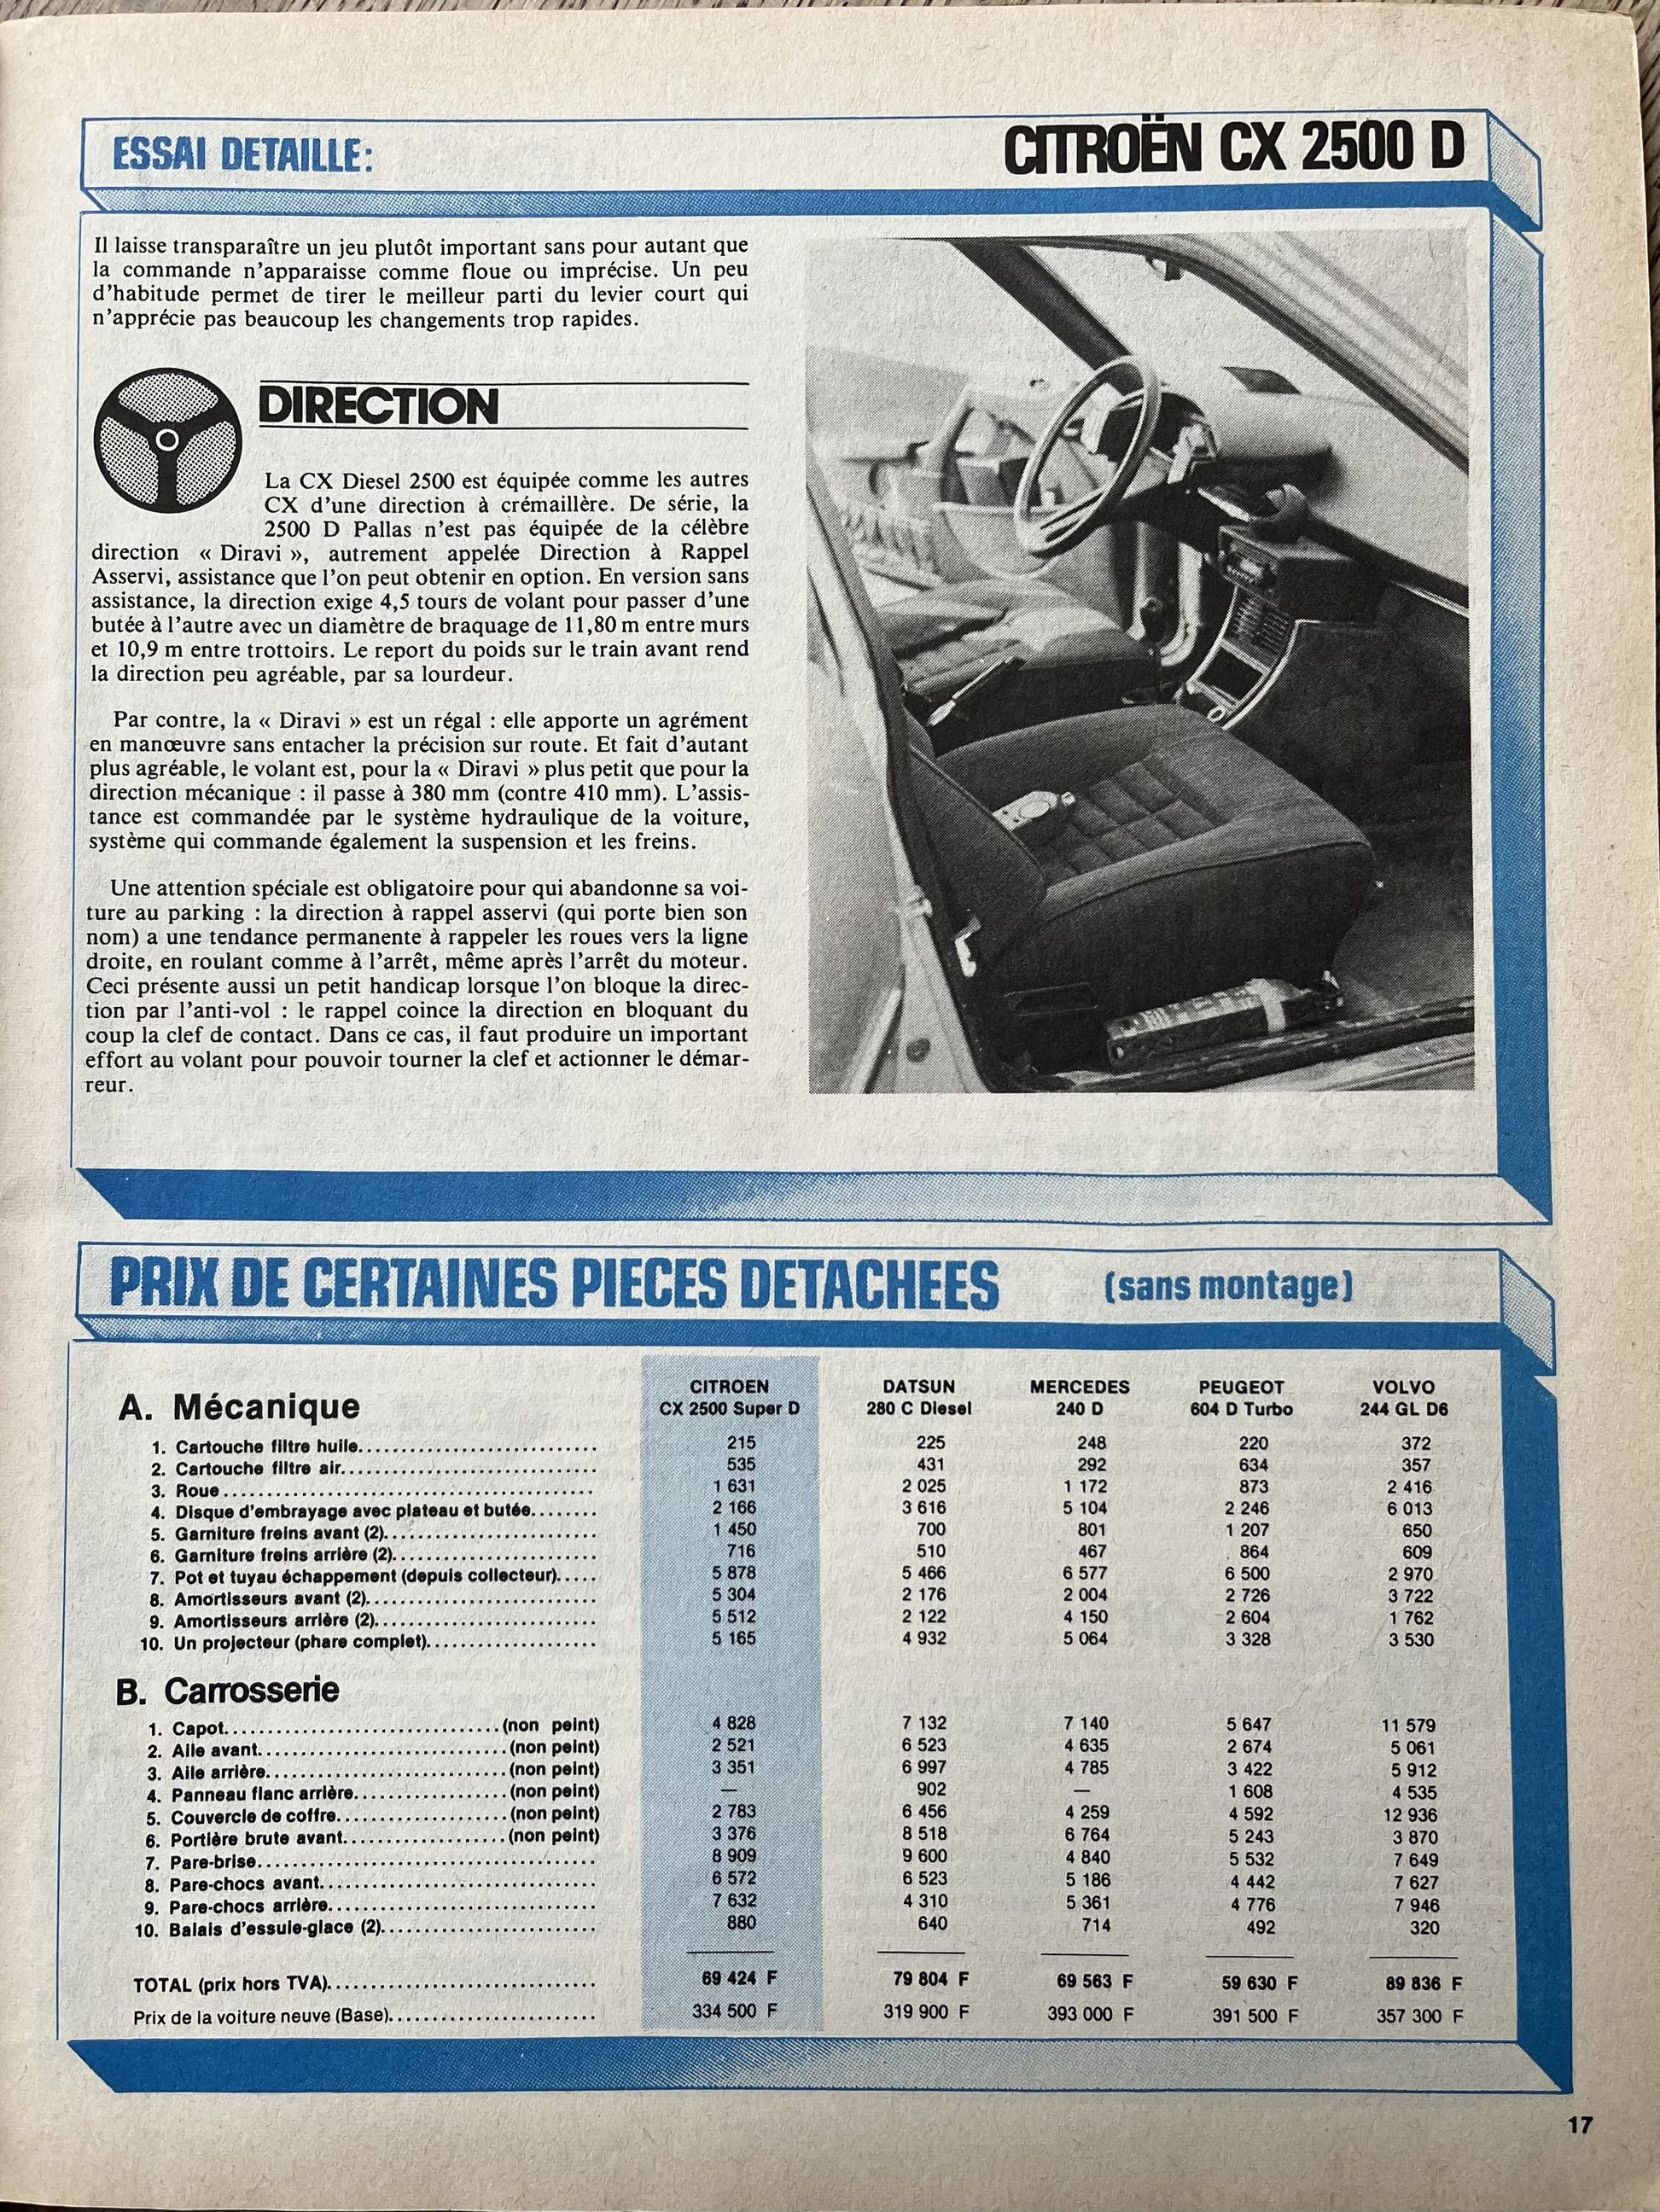 ESSAI DETAILLE:
CITROËN CX 2500 D
Il laisse transparaître un jeu plutôt important sans pour autant que
la commande n'apparaisse comme floue ou imprécise. Un peu
d'habitude permet de tirer le meilleur parti du levier court qui
n'apprécie pas beaucoup les changements trop rapides.
DIRECTION
La CX Diesel 2500 est équipée comme les autres
CX d'une direction à crémaillère. De série, la
2500 D Pallas n'est pas équipée de la célèbre
direction « Diravi », autrement appelée Direction à Rappel
Asservi, assistance que l'on peut obtenir en option. En version sans
assistance, la direction exige 4,5 tours de volant pour passer d'une
butée à l'autre avec un diamètre de braquage de 11,80 m entre murs
et 10,9 m entre trottoirs. Le report du poids sur le train avant rend
la direction peu agréable, par sa lourdeur.
Par contre, la « Diravi » est un régal : elle apporte un agrément
en manœuvre sans entacher la précision sur route. Et fait d'autant
plus agréable, le volant est, pour la « Diravi » plus petit que pour la
direction mécanique : il passe à 380 mm (contre 410 mm). L'assis-
tance est commandée par le système hydraulique de la voiture,
système qui commande également la suspension et les freins.
Une attention spéciale est obligatoire pour qui abandonne sa voi-
ture au parking : la direction à rappel asservi (qui porte bien son
nom) a une tendance permanente à rappeler les roues vers la ligne
droite, en roulant comme à l'arrêt, même après l'arrêt du moteur.
Ceci présente aussi un petit handicap lorsque l'on bloque la direc-
tion par l'anti-vol : le rappel coince la direction en bloquant du
coup la clef de contact. Dans ce cas, il faut produire un important
effort au volant pour pouvoir tourner la clef et actionner le démar-
reur.
PRIX DE CERTAINES PIECES DETACHEES (sans montage)
CITROEN DATSUN MERCEDES PEUGEOT VOLVO
A. Mécanique CX 2500 Super D 280 C Diesel 240 D 604 D Turbo 244 GL D6
1. Cartouche filtre huile 215 225 248 220 372
2. Cartouche filtre air 535 431 292 634 357
3. Roue 1 631 2 025 1 172 873 2 416
4. Disque d'embrayage avec plateau et butée 2 166 3 616 5 104 2 246 6 013
5. Garniture freins avant (2) 1 450 700 801 1 207 650
6. Garniture freins arrière (2) 716 510 467 864 609
7. Pot et tuyau échappement (depuis collecteur) 5 878 5 466 6 577 6 500 2 970
8. Amortisseurs avant (2) 5 304 2 176 2 004 2 726 3 722
9. Amortisseurs arrière (2) 5 512 2 122 4 150 2 604 1 762
10. Un projecteur (phare complet) 5 165 4 932 5 064 3 328 3 530
B. Carrosserie
1. Capot (non peint) 4 828 7 132 7 140 5 647 11 579
2. Aile avant (non peint) 2 521 6 523 4 635 2 674 5 061
3. Aile arrière (non peint) 3 351 6 997 4 785 3 422 5 912
4. Panneau flanc arrière (non peint) — 902 — 1 608 4 535
5. Couvercle de coffre (non peint) 2 783 6 456 4 259 4 592 12 936
6. Portière brute avant (non peint) 3 376 8 518 6 764 5 243 3 870
7. Pare-brise 8 909 9 600 4 840 5 532 7 649
8. Pare-chocs avant 6 572 6 523 5 186 4 442 7 627
9. Pare-chocs arrière 7 632 4 310 5 361 4 776 7 946
10. Balais d'essuie-glace (2) 880 640 714 492 320
TOTAL (prix hors TVA) 69 424 F 79 804 F 69 563 F 59 630 F 89 836 F
Prix de la voiture neuve (Base) 334 500 F 319 900 F 393 000 F 391 500 F 357 300 F
17